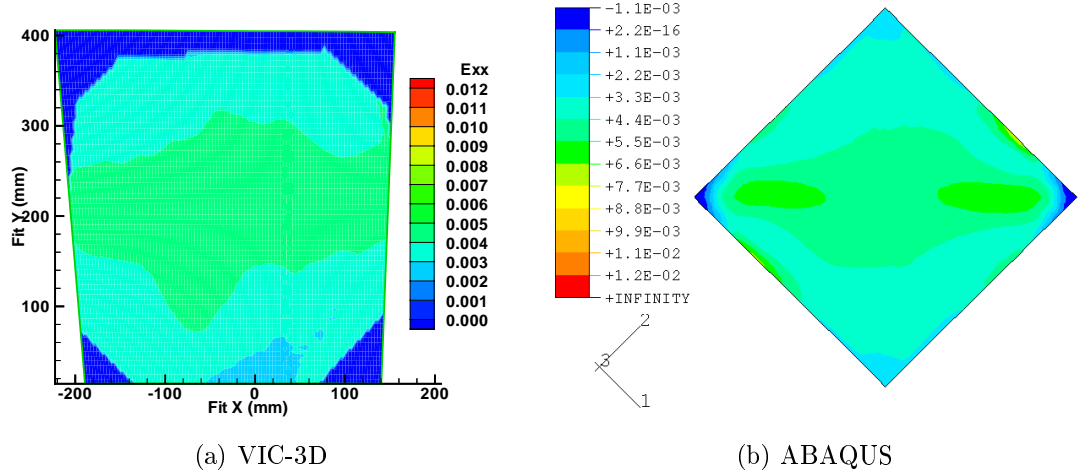 400
300
200
100
Fit Y (mm)
-200 -100 0 100 200
Fit X (mm)
Exx
0.012
0.011
0.010
0.009
0.008
0.007
0.006
0.005
0.004
0.003
0.002
0.001
0.000
(a) VIC-3D
-1.1E-03
+2.2E-16
+1.1E-03
+2.2E-03
+3.3E-03
+4.4E-03
+5.5E-03
+6.6E-03
+7.7E-03
+8.8E-03
+9.9E-03
+1.1E-02
+1.2E-02
+INFINITY
2
3
1
(b) ABAQUS